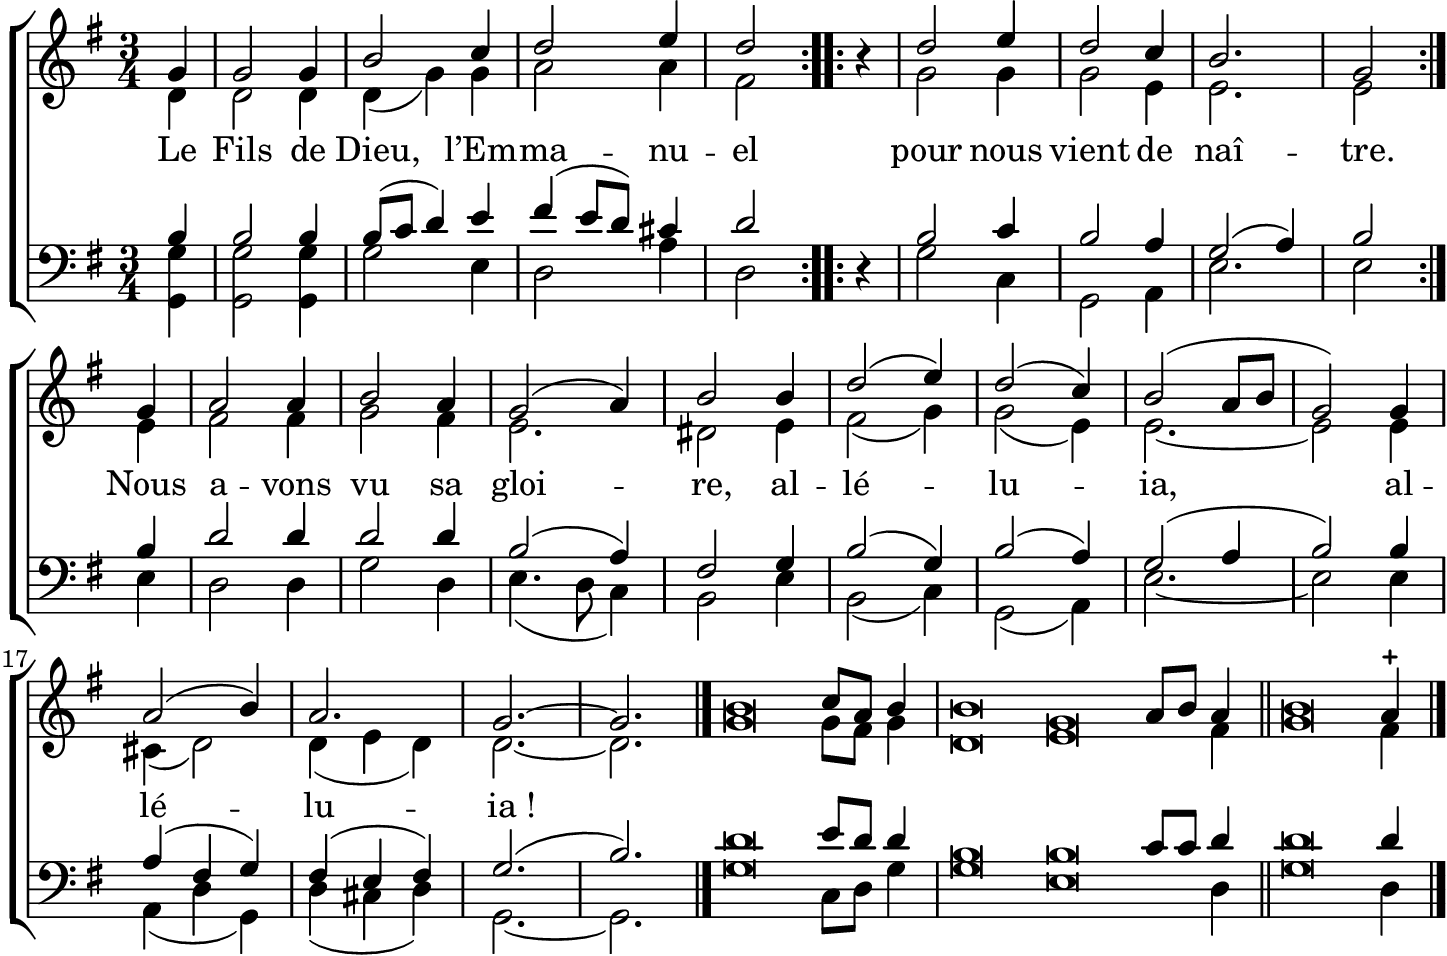 Le Fils de Dieu, l’Emma - nu - el pour nous vient de naî - tre.
Nous a - vons vu sa gloi - re, al - lé - lu - ia, al -
17
lé - lu - ia !